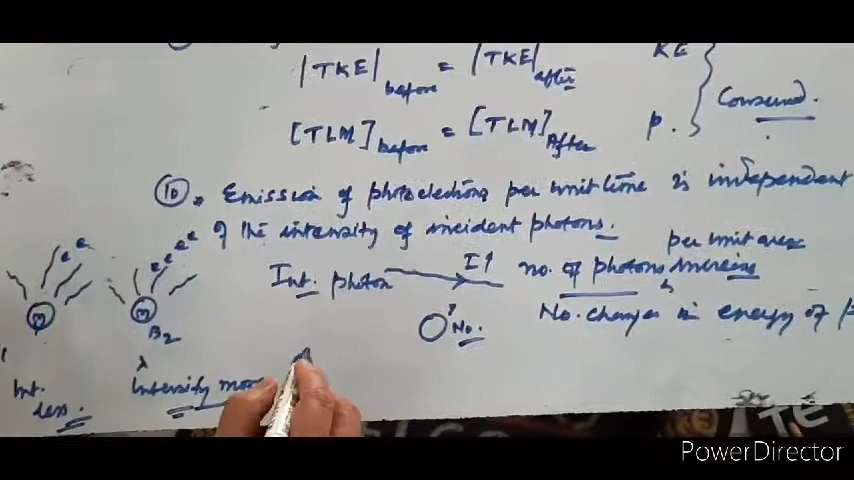 |TKE| before = |TKE| after KE
[TLM] before = [TLM] After p. Conserved.
10 * Emission of photoelectrons per unit time is independent
of the intensity of incident photons.
per unit area
Int. photon → I↑ no. of photons Increase
e e e e e e
M M O No. No. changes in energy of
B2
λ
Int. less. Intensity more
PowerDirector